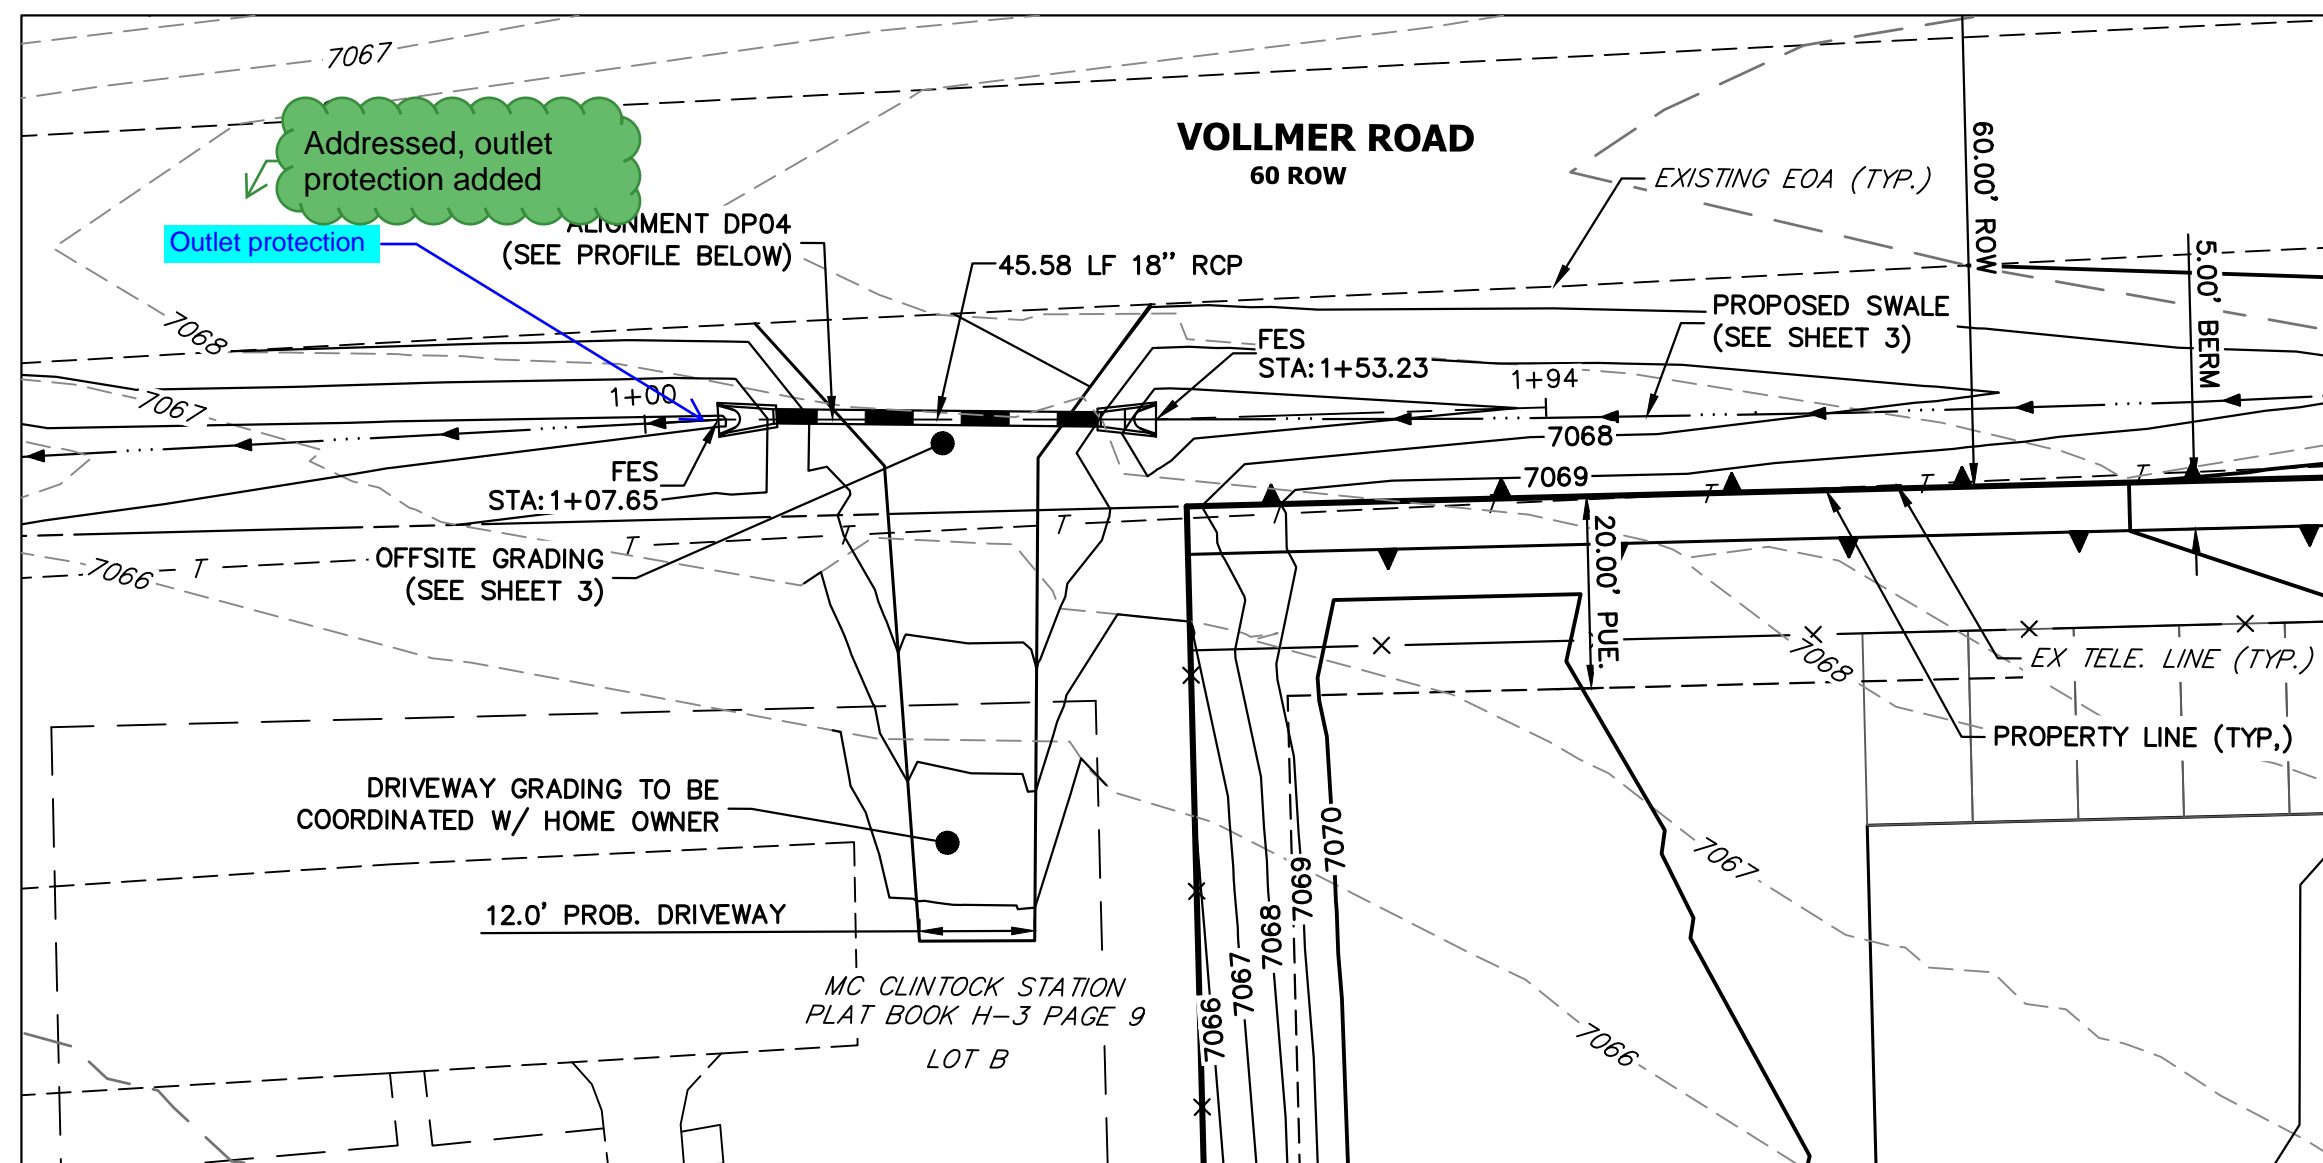 7067
Addressed, outlet
protection added
VOLLMER ROAD
60 ROW
EXISTING EOA (TYP.)
60.00' ROW
5.00' BERM
Outlet protection
ALIGNMENT DP04
(SEE PROFILE BELOW)
45.58 LF 18" RCP
PROPOSED SWALE
(SEE SHEET 3)
7068
FES
STA:1+53.23
1+94
7067
1+00
7068
7069
FES
STA:1+07.65
T
T
T
T
T
T
T
T
T
OFFSITE GRADING
(SEE SHEET 3)
7066
20.00' PUE.
7068
EX TELE. LINE (TYP.)
PROPERTY LINE (TYP,)
DRIVEWAY GRADING TO BE
COORDINATED W/ HOME OWNER
7070
7067
7069
12.0' PROB. DRIVEWAY
7068
7067
7066
MC CLINTOCK STATION
PLAT BOOK H-3 PAGE 9
LOT B
7066